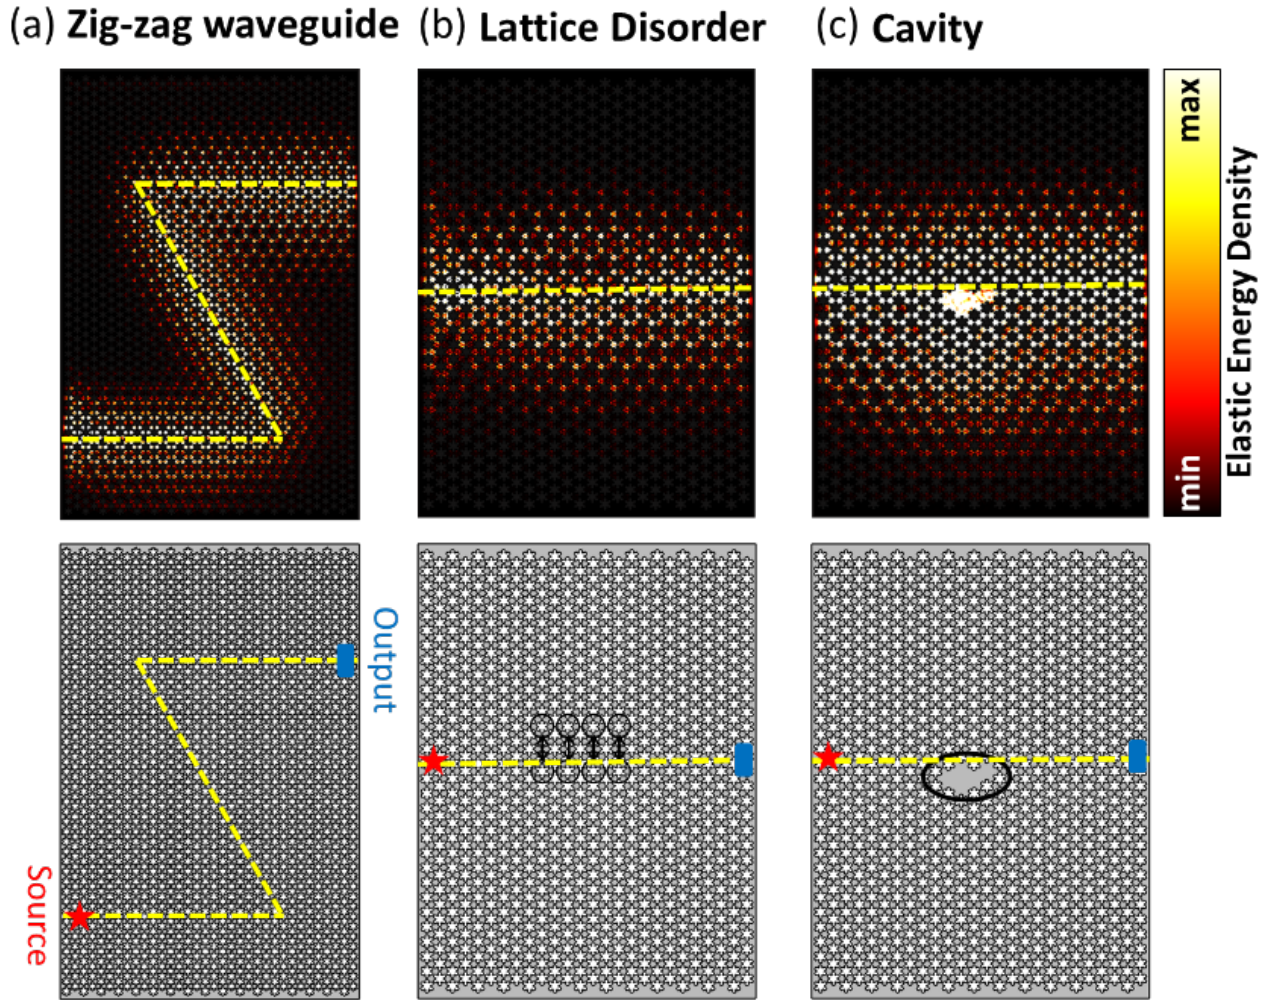 (a) Zig-zag waveguide
(b) Lattice Disorder
(c) Cavity
max
min
Elastic Energy Density
Output
Source